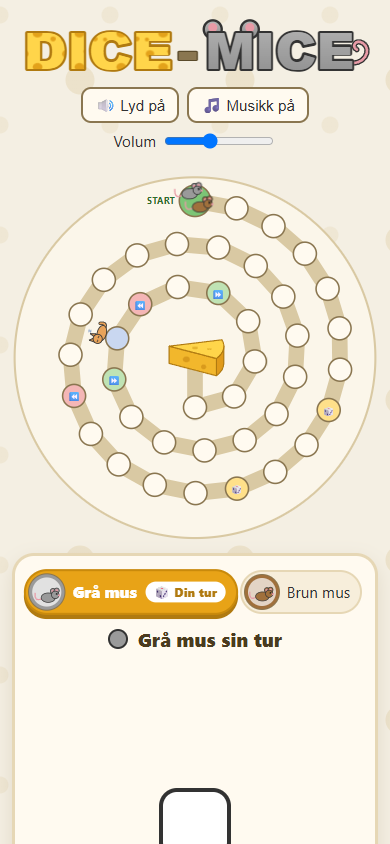 DICE-MICE
Lyd på Musikk på
Volum
START
Grå mus Din tur Brun mus
Grå mus sin tur